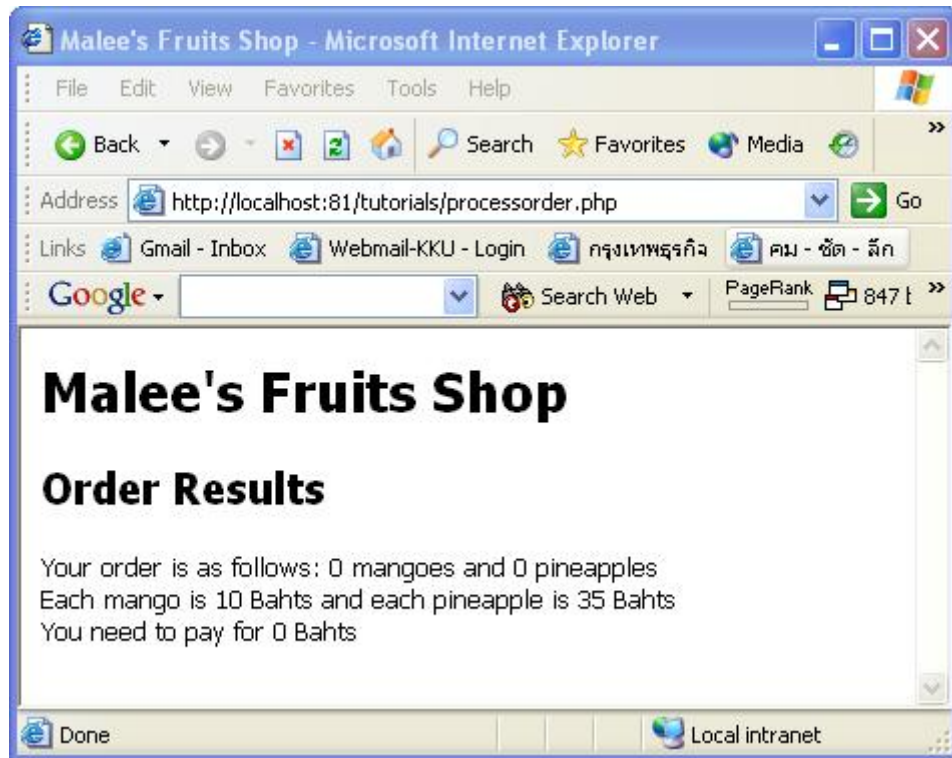 Malee's Fruits Shop - Microsoft Internet Explorer
File Edit View Favorites Tools Help
Back Search Favorites Media »
Address http://localhost:81/tutorials/processorder.php Go
Links Gmail - Inbox Webmail-KKU - Login กรุงเทพธุรกิจ คม - ชัด - ลึก
Google Search Web PageRank 847 t »
Malee's Fruits Shop
Order Results
Your order is as follows: 0 mangoes and 0 pineapples
Each mango is 10 Bahts and each pineapple is 35 Bahts
You need to pay for 0 Bahts
Done Local intranet